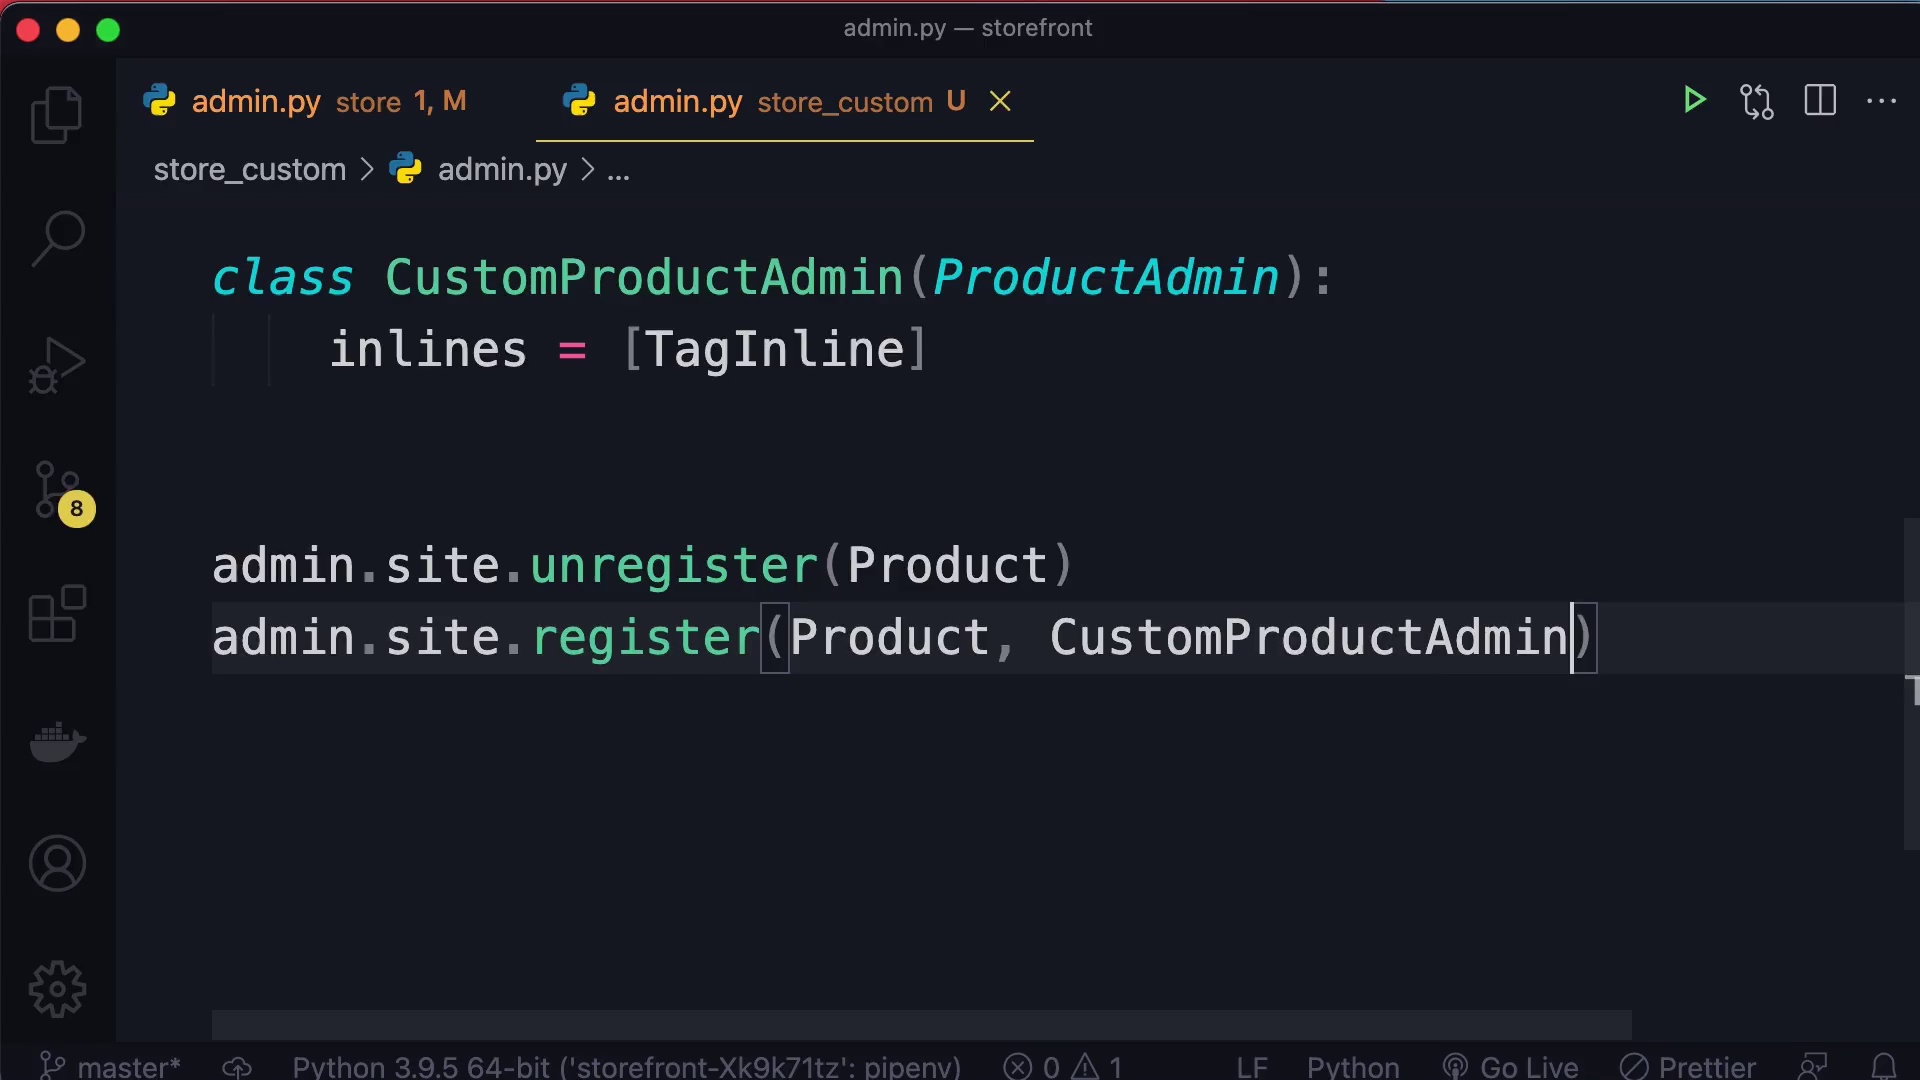 admin.py — storefront
admin.py store 1, M admin.py store_custom U
store_custom > admin.py > ...
class CustomProductAdmin(ProductAdmin):
inlines = [TagInline]
admin.site.unregister(Product)
admin.site.register(Product, CustomProductAdmin)
8
master* Python 3.9.5 64-bit ('storefront-Xk9k71tz': pipenv) 0 1 LF Python Go Live Prettier